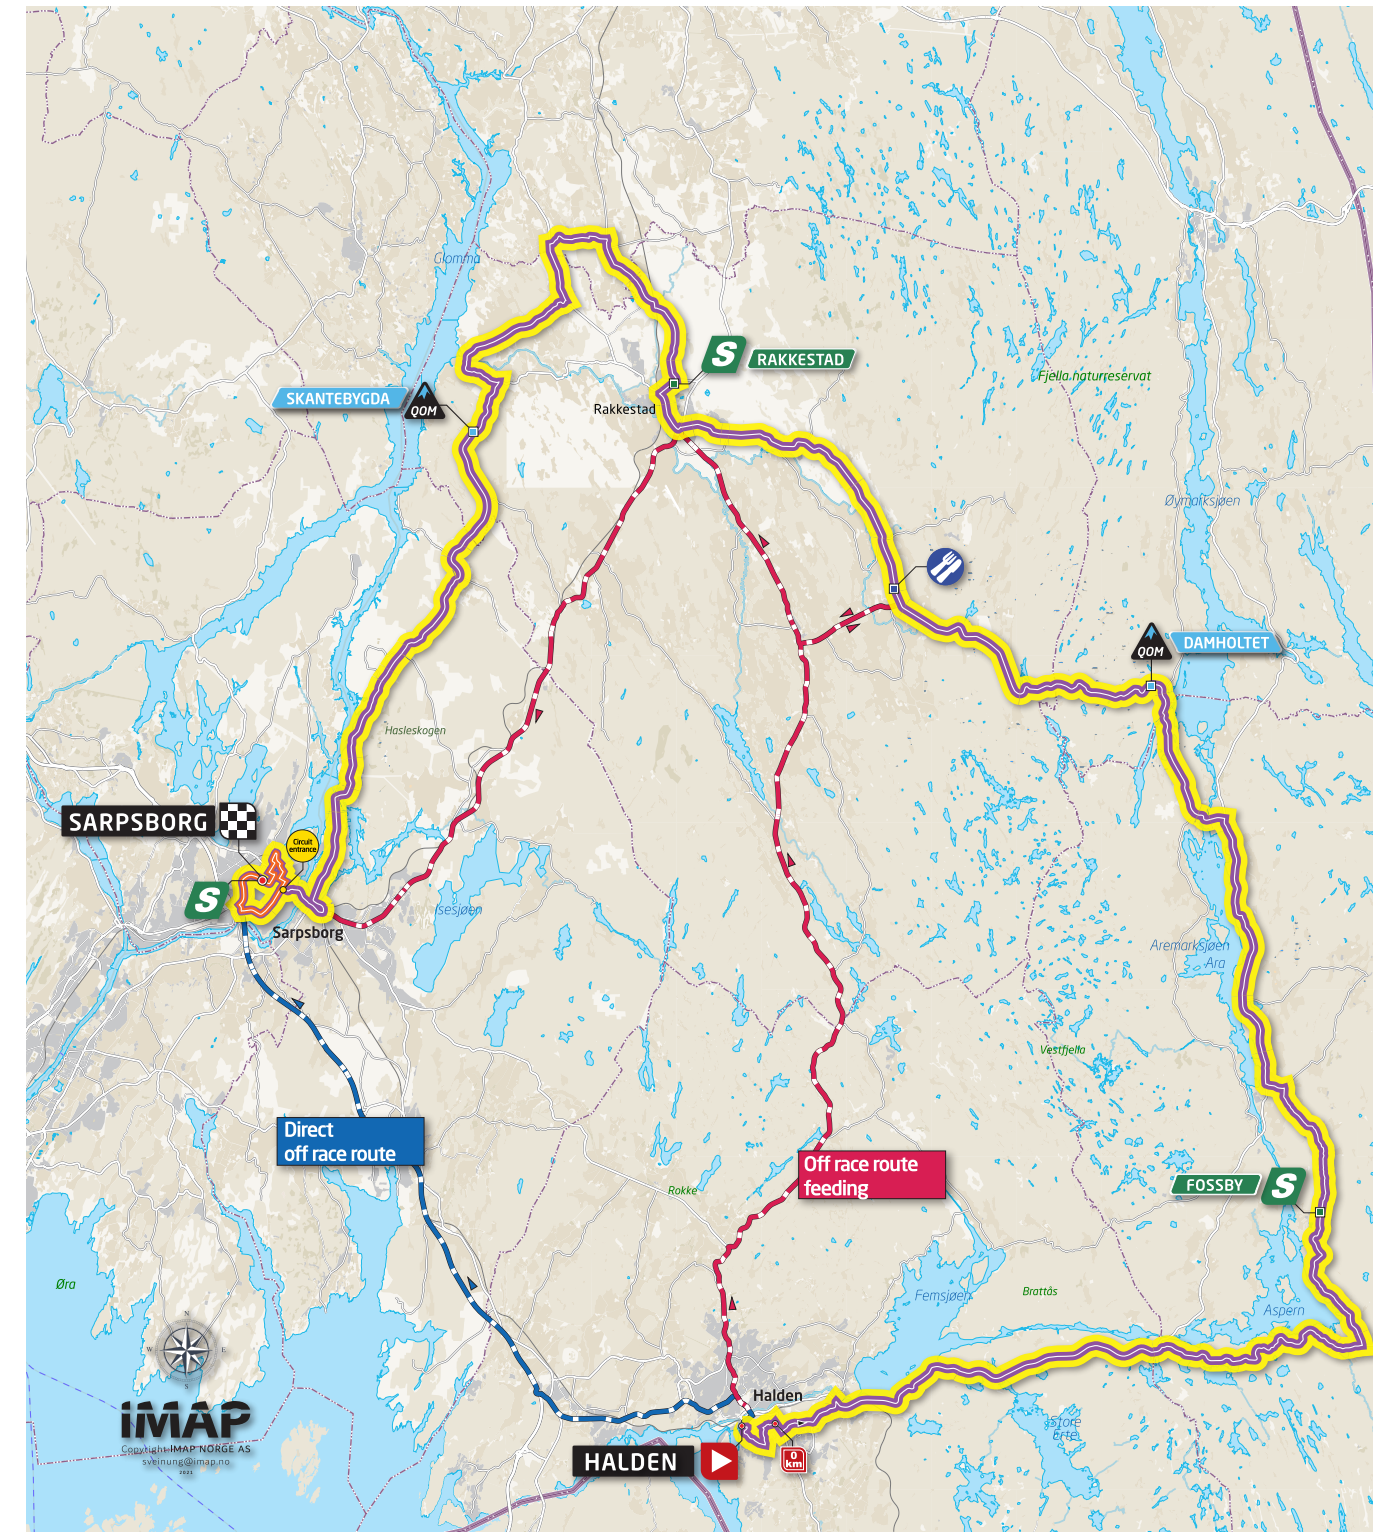 Glomma
S
RAKKESTAD
Fjella naturreservat
SKANTEBYGDA
QOM
Rakkestad
Øymarksjøen
QOM
DAMHOLTET
Hasleskogen
SARPSBORG
Circuit
entrance
S
Isesjøen
Sarpsborg
Aremarksjøen
Ara
Vestfjella
Direct
off race route
Off race route
feeding
Rokke
FOSSBY
S
Øra
Femsjøen
Brattås
Aspern
N
W
E
S
Halden
iMAP
Copyright IMAP NORGE AS
sveinung@imap.no
2021
Store
Erte
HALDEN
0
km